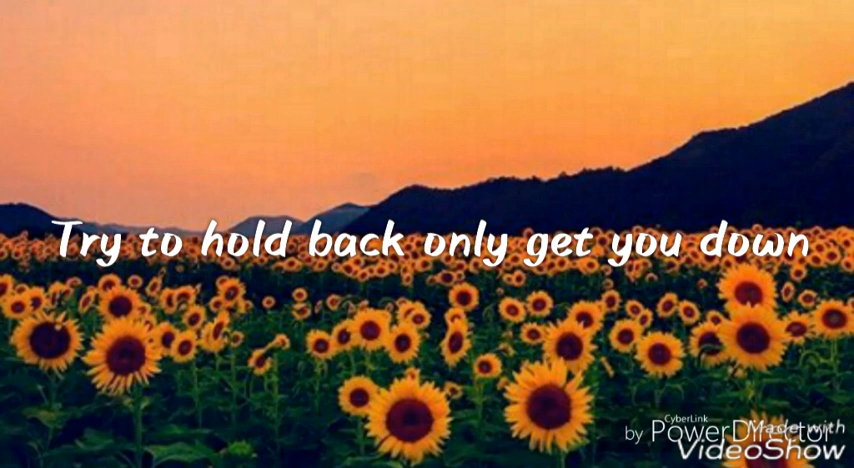 Try to hold back only get you down
CyberLink
by PowerDirector
Made with
VideoShow